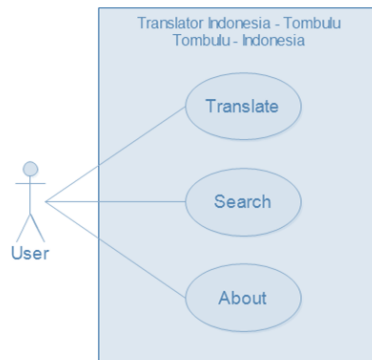 Translator Indonesia - Tombulu
Tombulu - Indonesia
Translate
Search
User
About